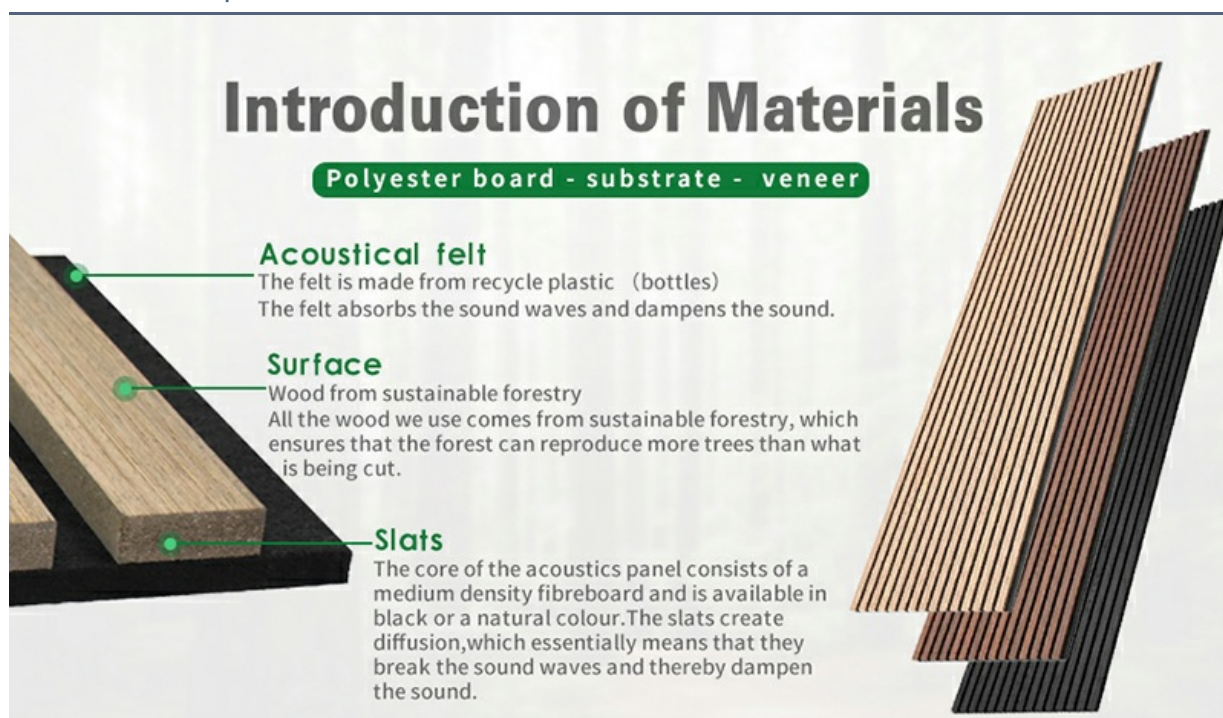 Introduction of Materials
Polyester board - substrate - veneer
Acoustical felt
The felt is made from recycle plastic （bottles）
The felt absorbs the sound waves and dampens the sound.
Surface
Wood from sustainable forestry
All the wood we use comes from sustainable forestry, which
ensures that the forest can reproduce more trees than what
is being cut.
Slats
The core of the acoustics panel consists of a
medium density fibreboard and is available in
black or a natural colour.The slats create
diffusion,which essentially means that they
break the sound waves and thereby dampen
the sound.